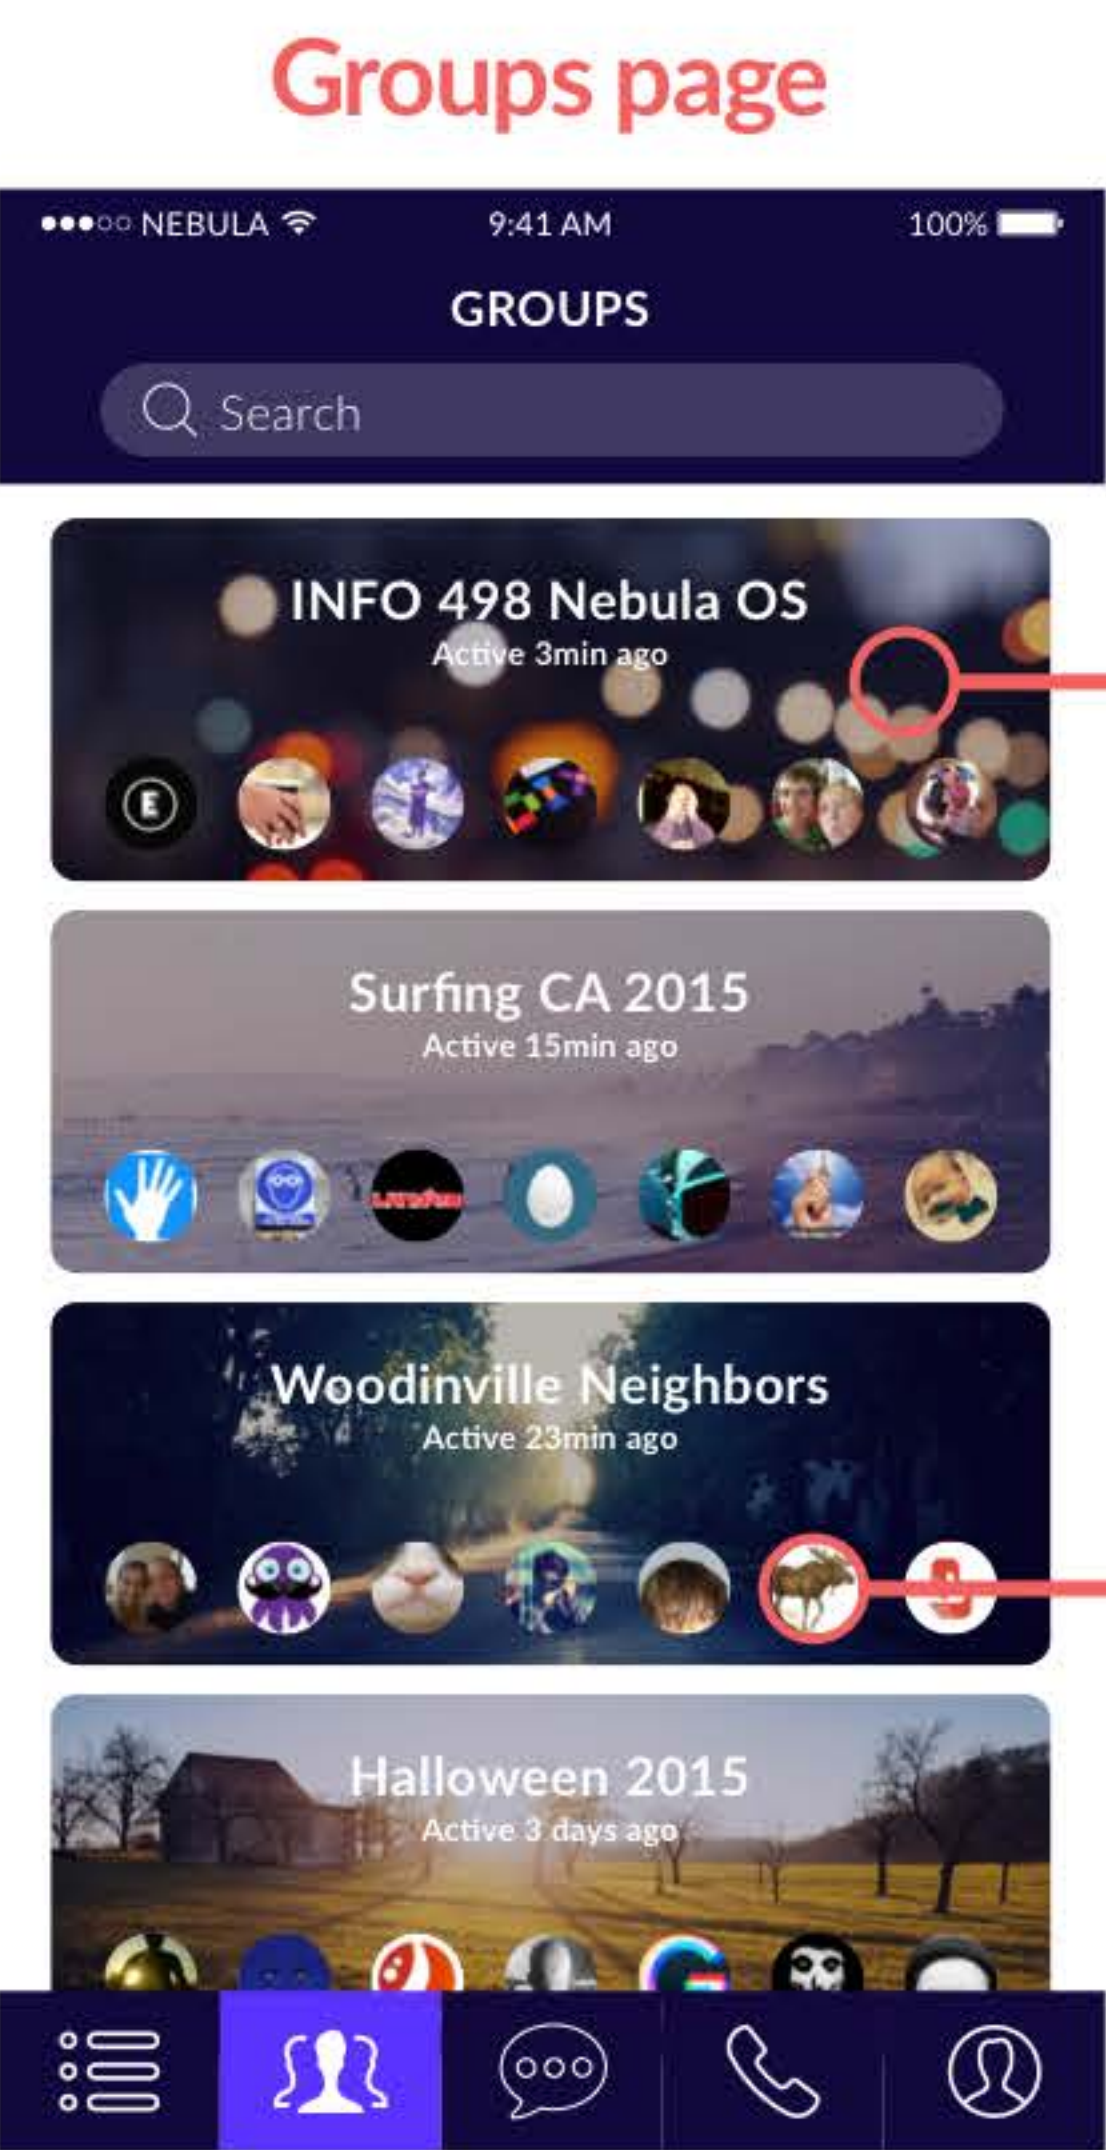 Groups page
NEBULA 9:41 AM 100%
GROUPS
Search
INFO 498 Nebula OS
Active 3min ago
E
Surfing CA 2015
Active 15min ago
Woodinville Neighbors
Active 23min ago
Halloween 2015
Active 3 days ago